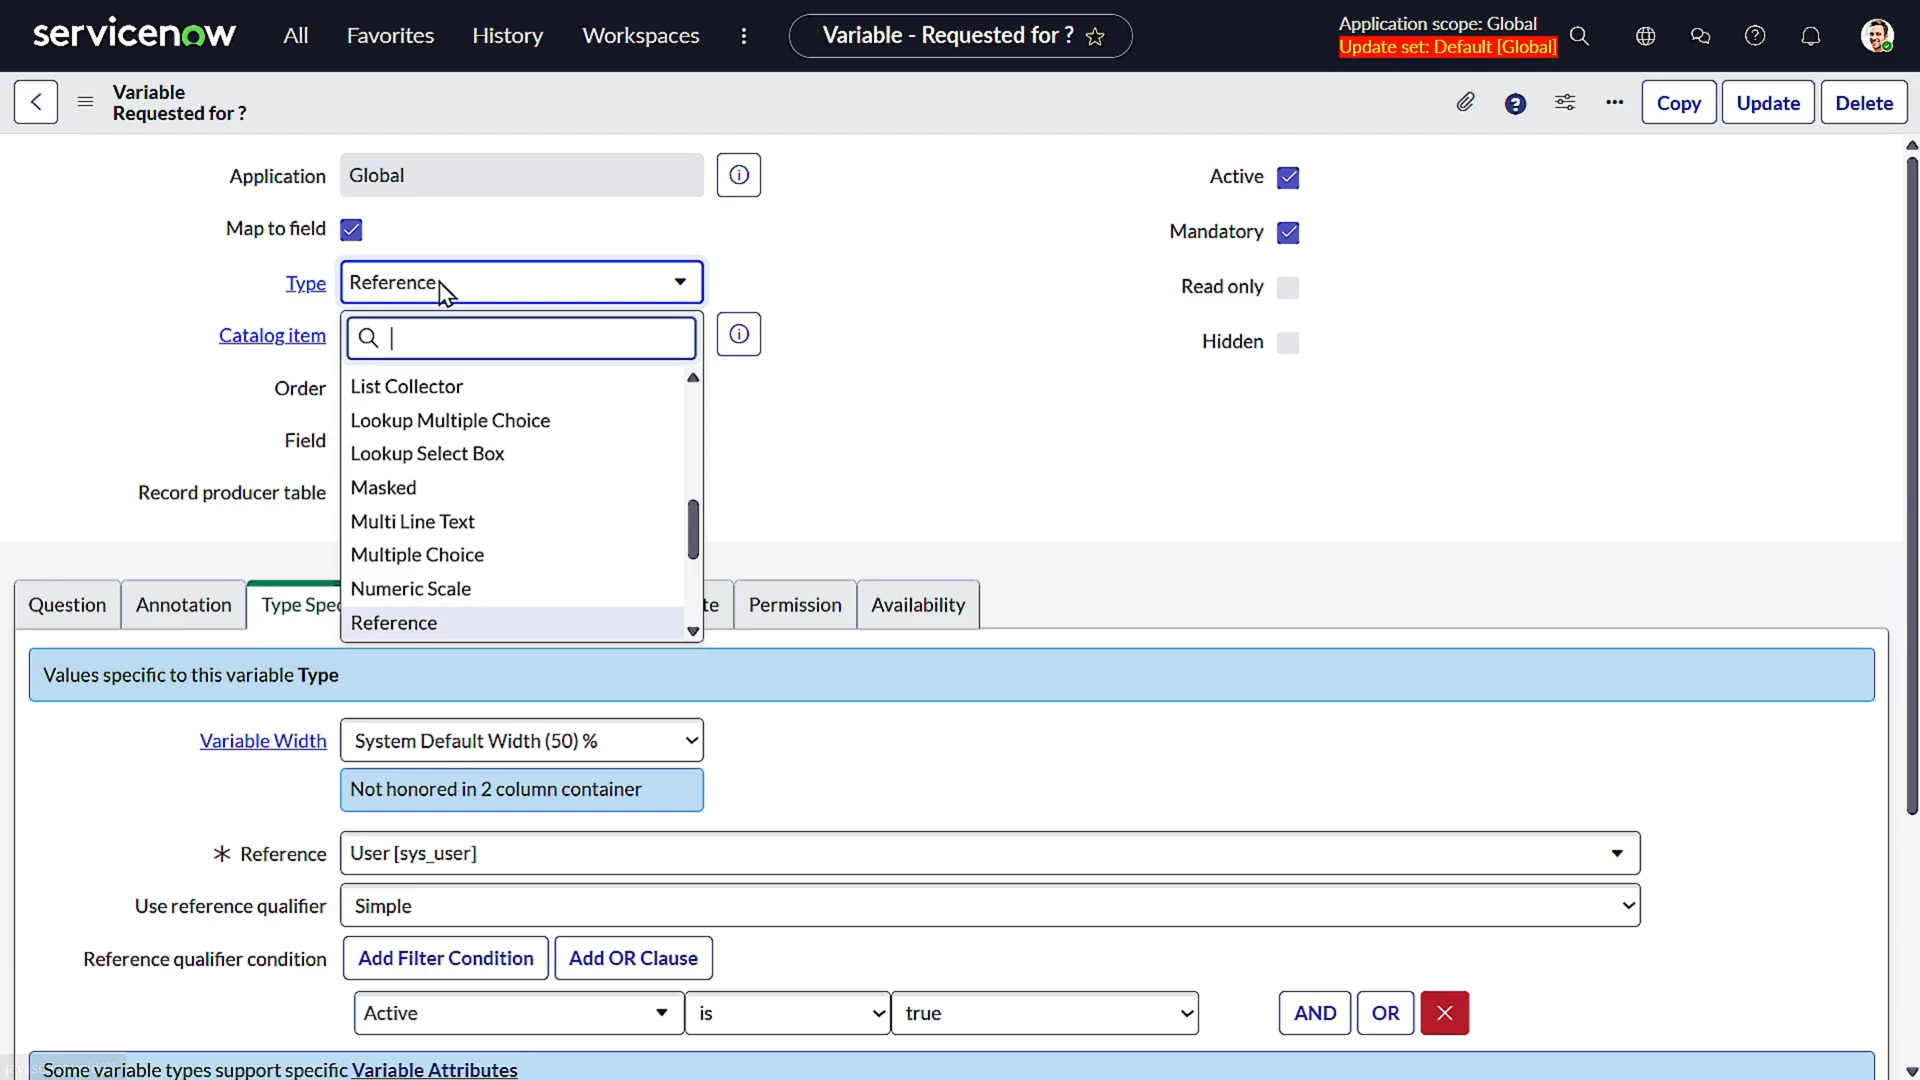 servicenow All Favorites History Workspaces Variable - Requested for ? Application scope: Global
Update set: Default [Global]
Variable
Requested for ?
Copy Update Delete
Application Global
Active
Map to field
Mandatory
Type Reference
Read only
Catalog item
Hidden
List Collector
Order
Lookup Multiple Choice
Field
Lookup Select Box
Masked
Record producer table
Multi Line Text
Multiple Choice
Numeric Scale
Question Annotation Type Spec te Permission Availability
Reference
Values specific to this variable Type
Variable Width System Default Width (50) %
Not honored in 2 column container
Reference User [sys_user]
Use reference qualifier Simple
Reference qualifier condition Add Filter Condition Add OR Clause
Active is true AND OR
Some variable types support specific Variable Attributes